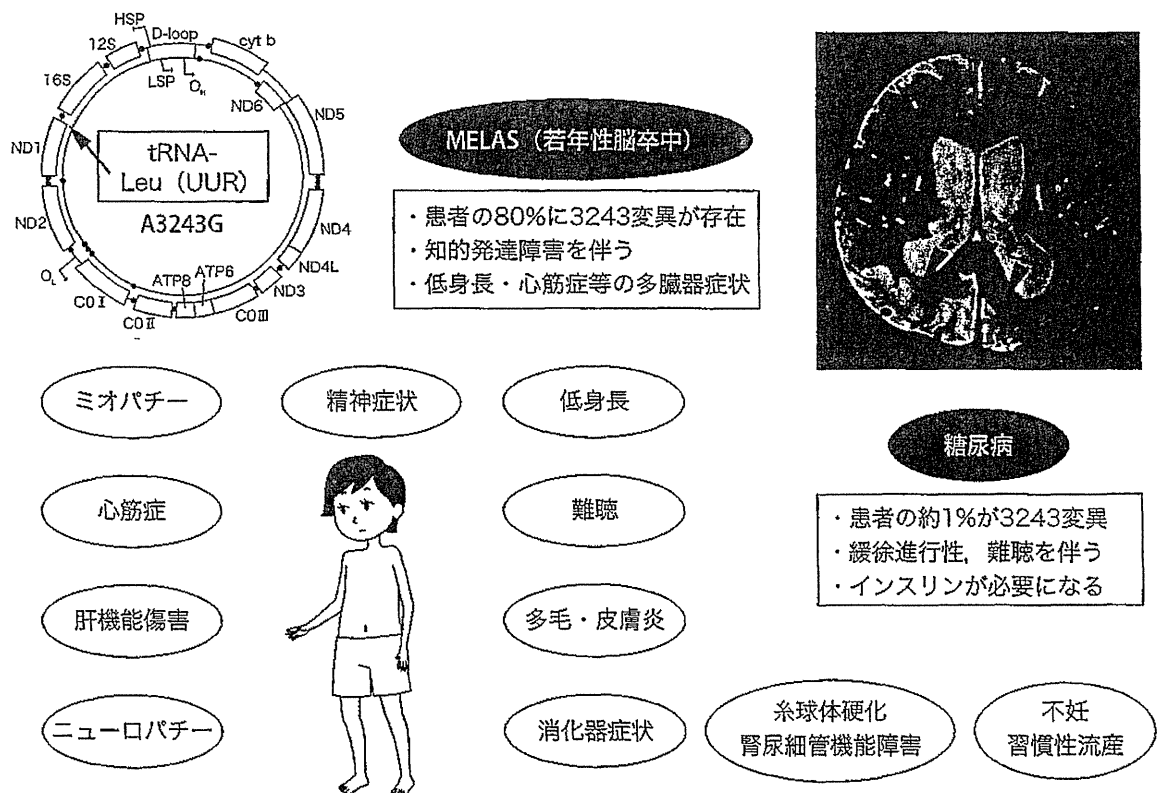 HSP
D-loop
12S
cyt b
16S
LSP
O_H
ND6
ND5
ND1
tRNA-
Leu (UUR)
A3243G
ND2
ND4
O_L
ND4L
ATP6
ATP8
ND3
COⅠ
COⅡ
COⅢ
MELAS（若年性脳卒中）
・患者の80%に3243変異が存在
・知的発達障害を伴う
・低身長・心筋症等の多臓器症状
ミオパチー
精神症状
低身長
糖尿病
・患者の約1%が3243変異
・緩徐進行性，難聴を伴う
・インスリンが必要になる
心筋症
難聴
肝機能傷害
多毛・皮膚炎
ニューロパチー
消化器症状
糸球体硬化
腎尿細管機能障害
不妊
習慣性流産